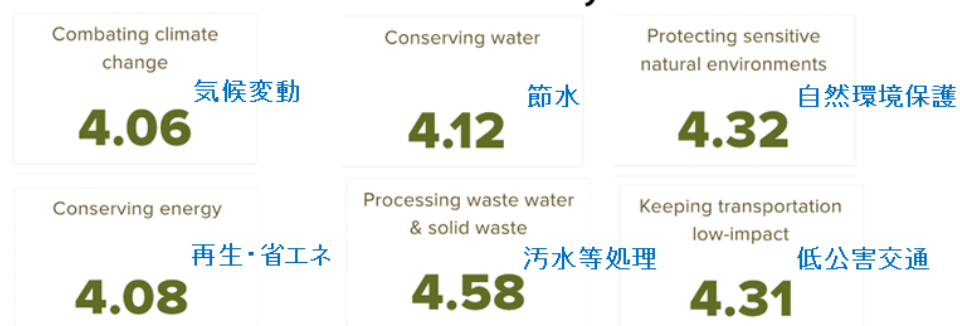 Combating climate
change
気候変動
4.06
Conserving water
節水
4.12
Protecting sensitive
natural environments
自然環境保護
4.32
Conserving energy
再生・省エネ
4.08
Processing waste water
& solid waste
汚水等処理
4.58
Keeping transportation
low-impact
低公害交通
4.31